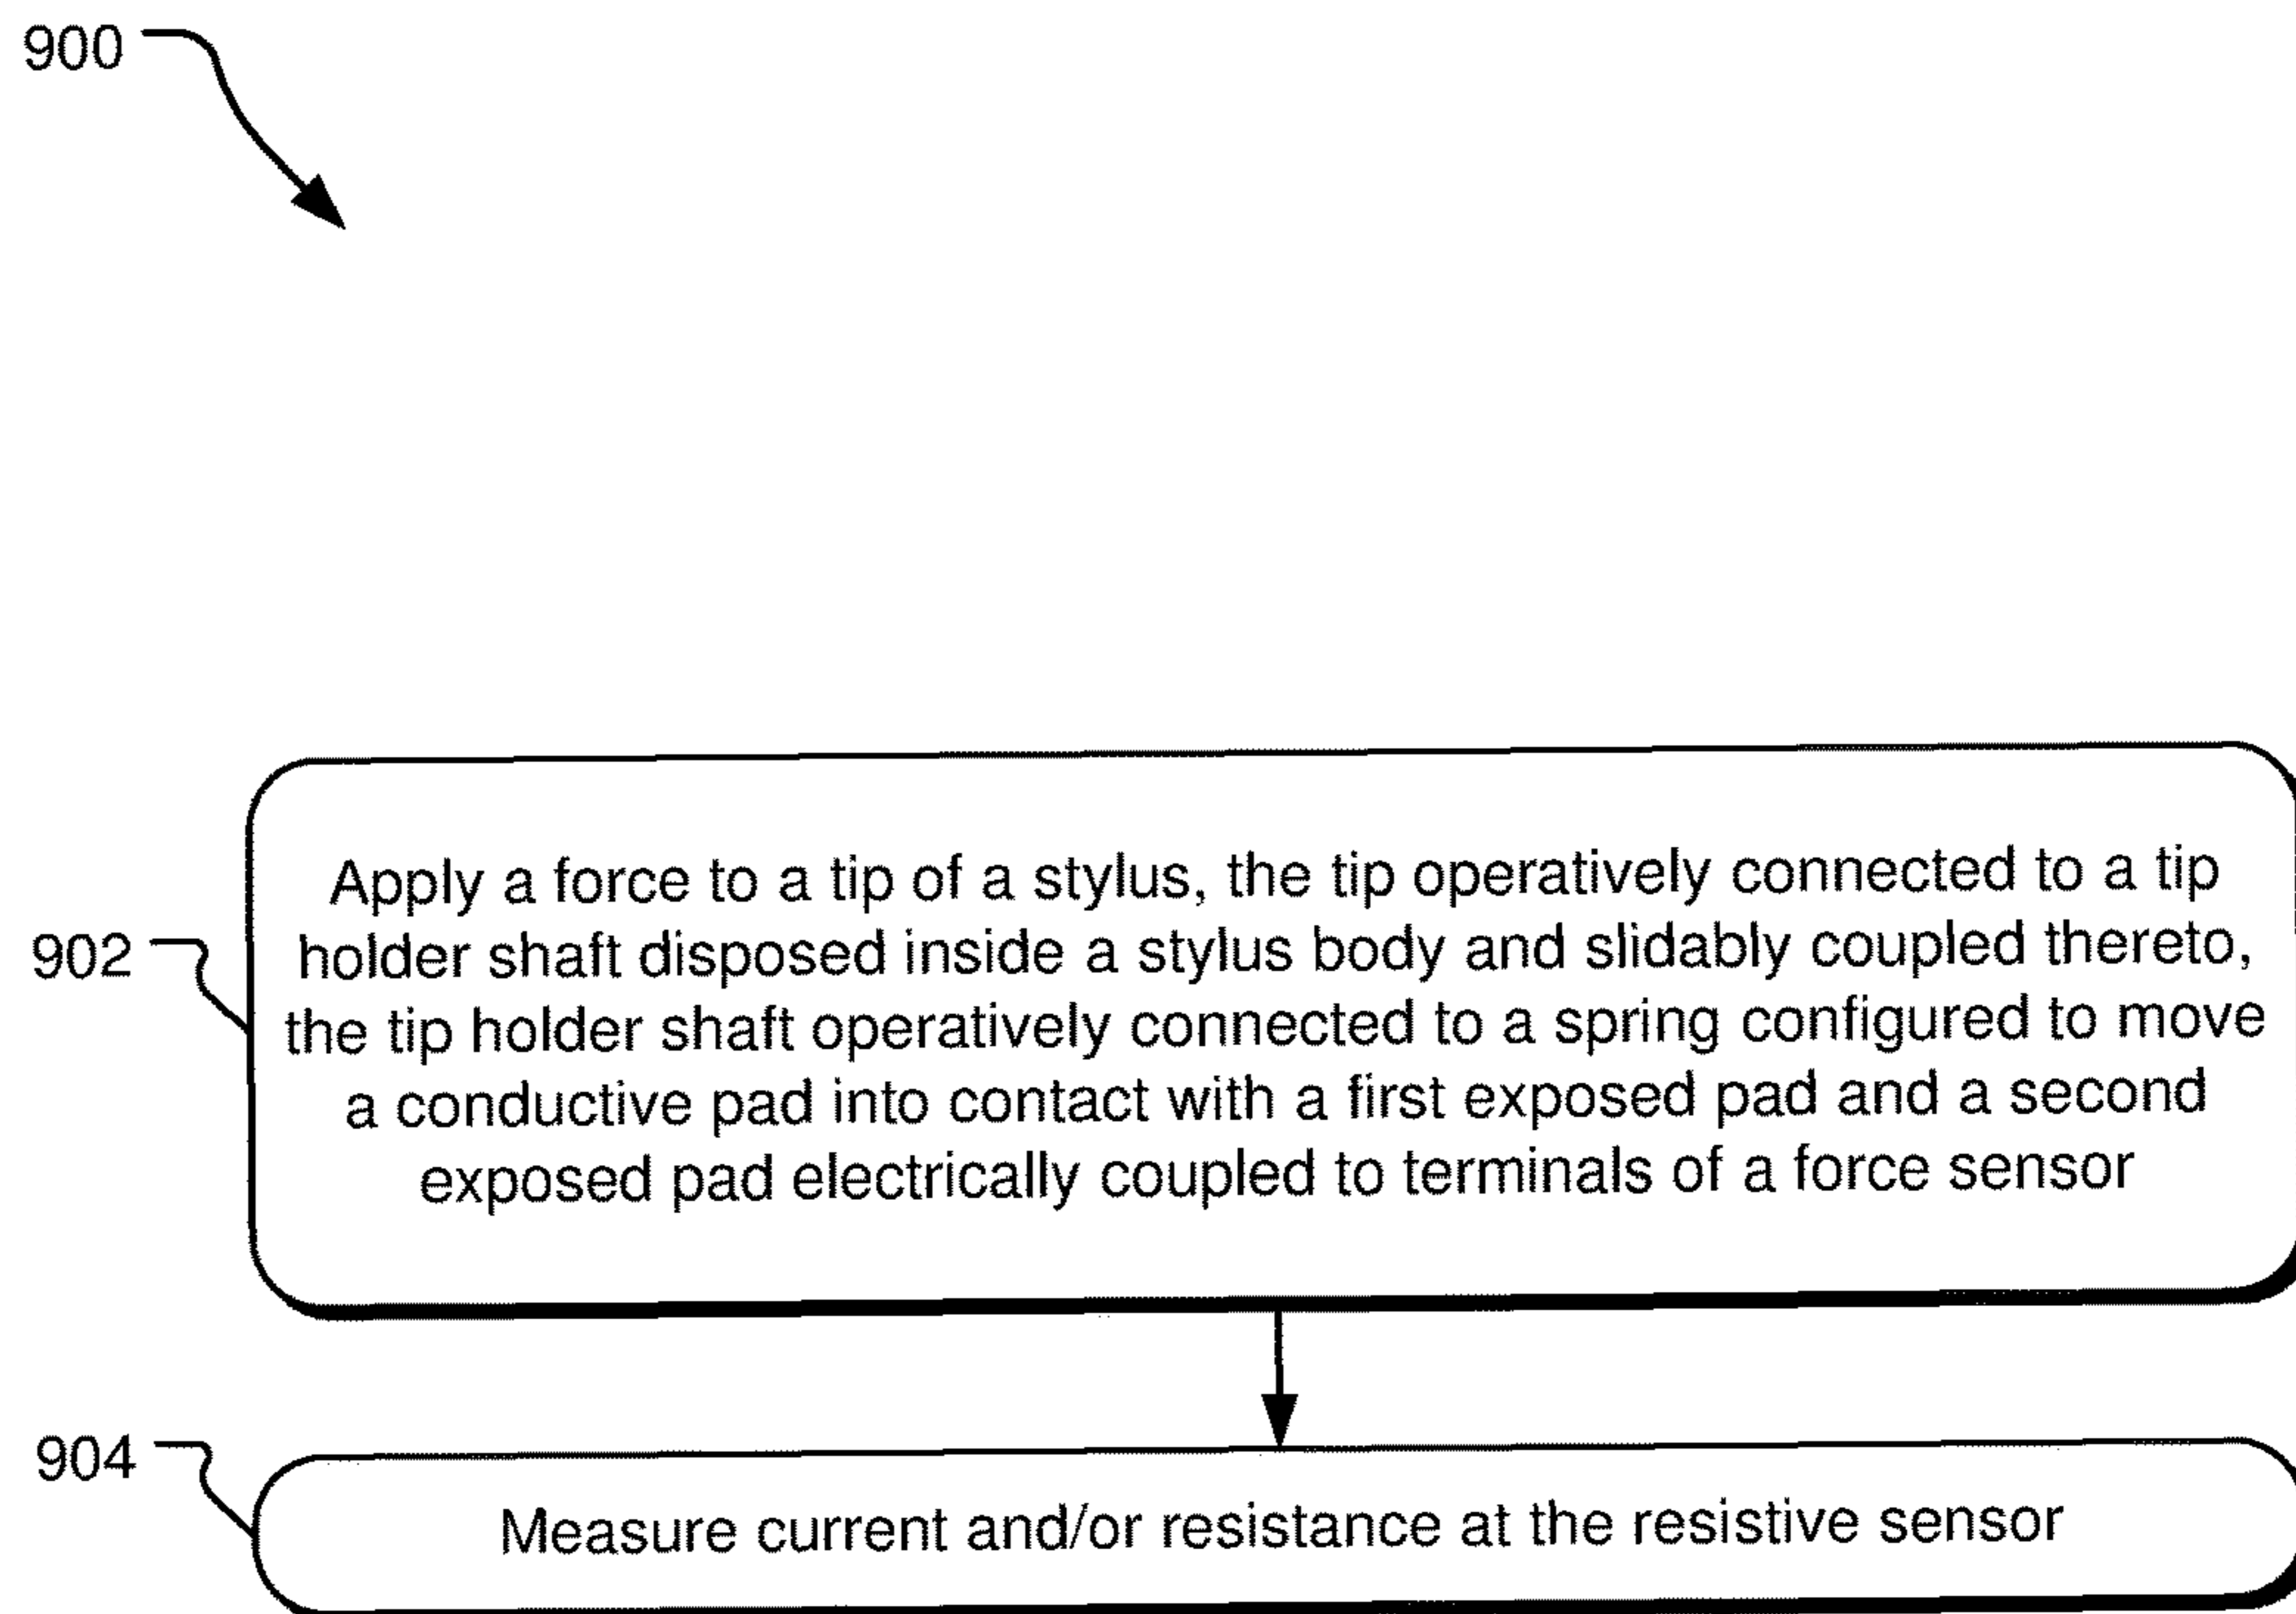 900
902
Apply a force to a tip of a stylus, the tip operatively connected to a tip
holder shaft disposed inside a stylus body and slidably coupled thereto,
the tip holder shaft operatively connected to a spring configured to move
a conductive pad into contact with a first exposed pad and a second
exposed pad electrically coupled to terminals of a force sensor
904
Measure current and/or resistance at the resistive sensor